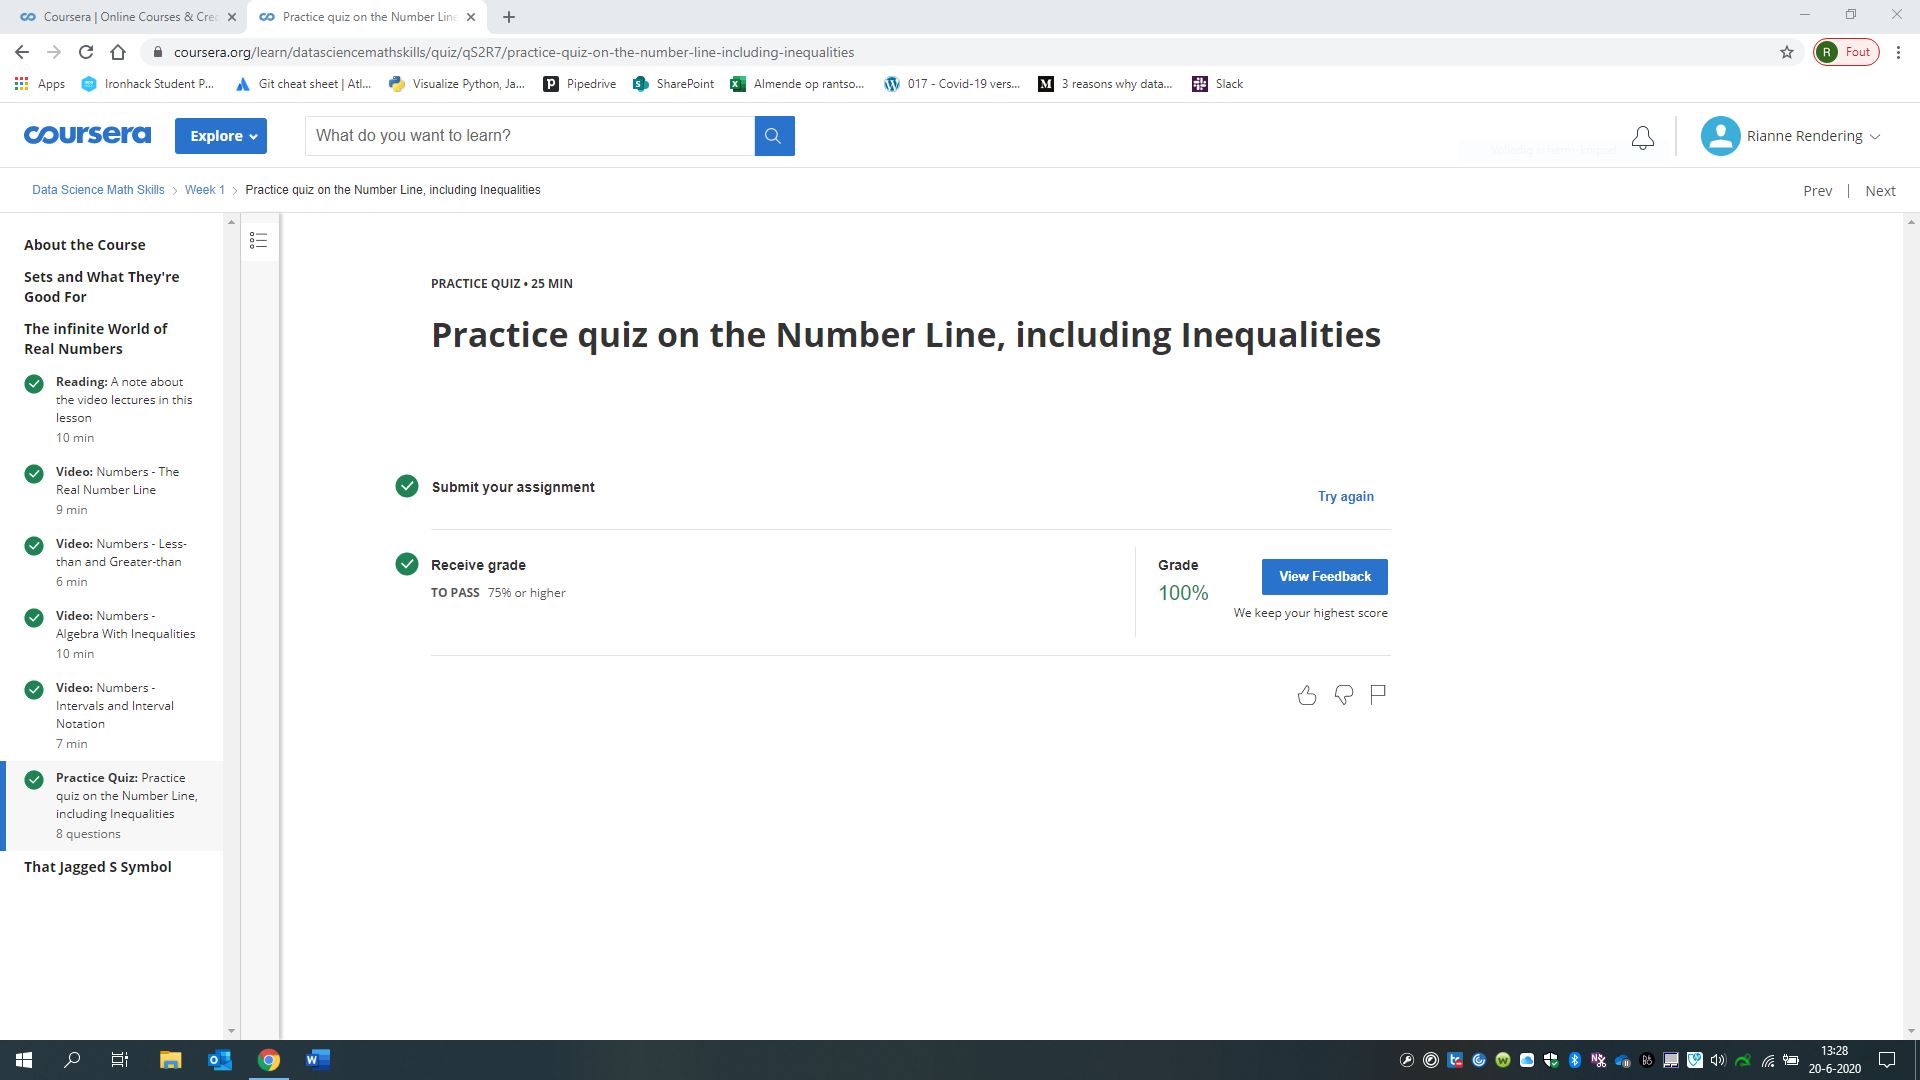 Coursera | Online Courses & Cre
Practice quiz on the Number Line
coursera.org/learn/datasciencemathskills/quiz/qS2R7/practice-quiz-on-the-number-line-including-inequalities
R Fout
Apps
Ironhack Student P...
Git cheat sheet | Atl...
Visualize Python, Ja...
Pipedrive
SharePoint
Almende op rantso...
017 - Covid-19 vers...
3 reasons why data...
Slack
coursera
Explore
What do you want to learn?
Rianne Rendering
Data Science Math Skills > Week 1 > Practice quiz on the Number Line, including Inequalities
Prev | Next
About the Course
Sets and What They're
Good For
The infinite World of
Real Numbers
Reading: A note about
the video lectures in this
lesson
10 min
Video: Numbers - The
Real Number Line
9 min
Video: Numbers - Less-
than and Greater-than
6 min
Video: Numbers -
Algebra With Inequalities
10 min
Video: Numbers -
Intervals and Interval
Notation
7 min
Practice Quiz: Practice
quiz on the Number Line,
including Inequalities
8 questions
That Jagged S Symbol
PRACTICE QUIZ • 25 MIN
Practice quiz on the Number Line, including Inequalities
Submit your assignment
Try again
Receive grade
TO PASS 75% or higher
Grade
100%
View Feedback
We keep your highest score
13:28
20-6-2020